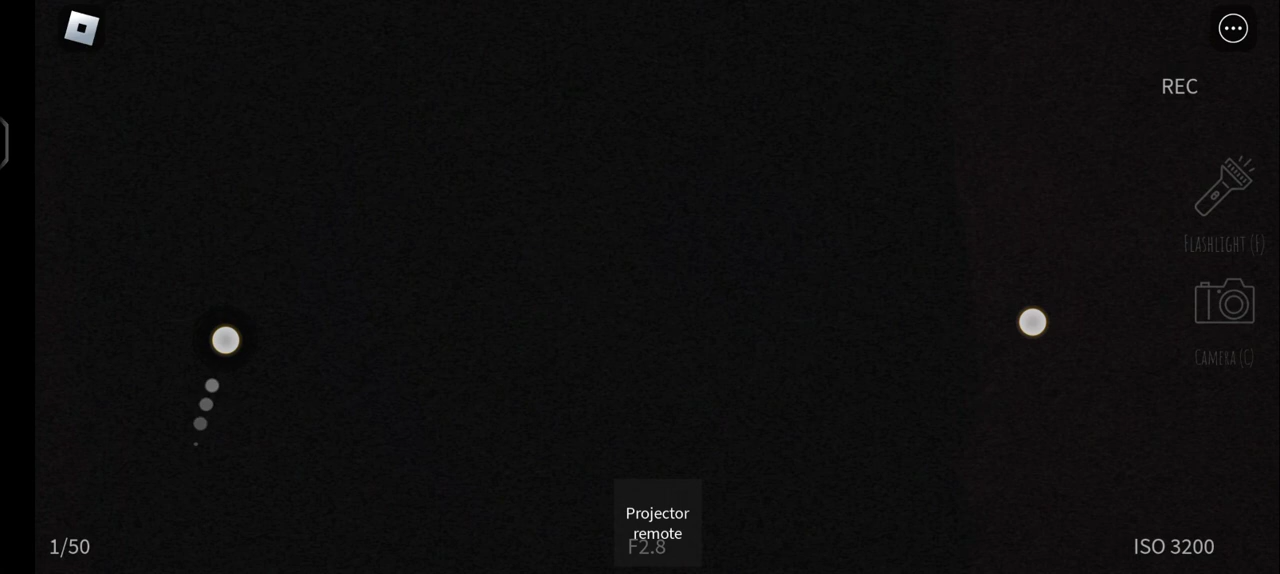 REC
FLASHLIGHT (F)
CAMERA (C)
Projector
remote
1/50
F2.8
ISO 3200